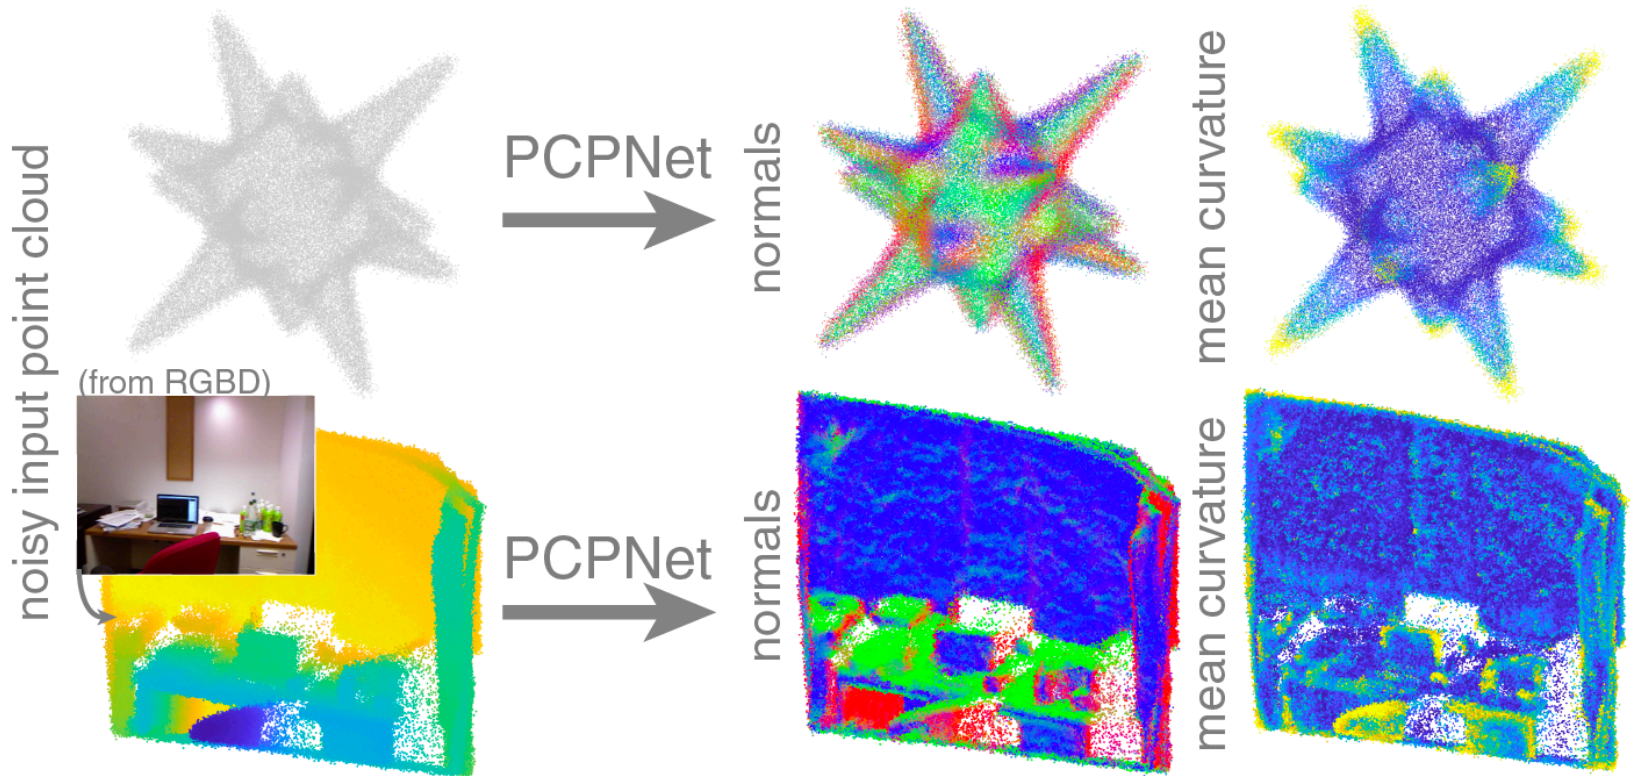 noisy input point cloud
PCPNet
normals
mean curvature
(from RGBD)
PCPNet
normals
mean curvature